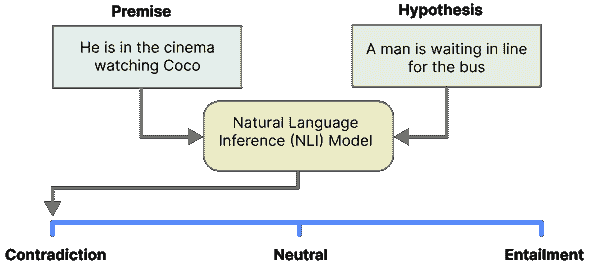 Premise
Hypothesis
He is in the cinema
watching Coco
A man is waiting in line
for the bus
Natural Language
Inference (NLI) Model
Contradiction
Neutral
Entailment